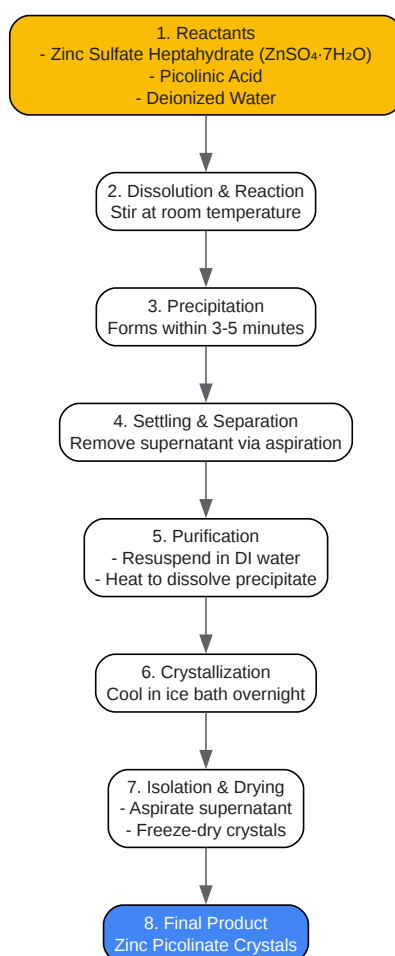 1. Reactants
- Zinc Sulfate Heptahydrate (ZnSO₄·7H₂O)
- Picolinic Acid
- Deionized Water
2. Dissolution & Reaction
Stir at room temperature
3. Precipitation
Forms within 3-5 minutes
4. Settling & Separation
Remove supernatant via aspiration
5. Purification
- Resuspend in DI water
- Heat to dissolve precipitate
6. Crystallization
Cool in ice bath overnight
7. Isolation & Drying
- Aspirate supernatant
- Freeze-dry crystals
8. Final Product
Zinc Picolinate Crystals